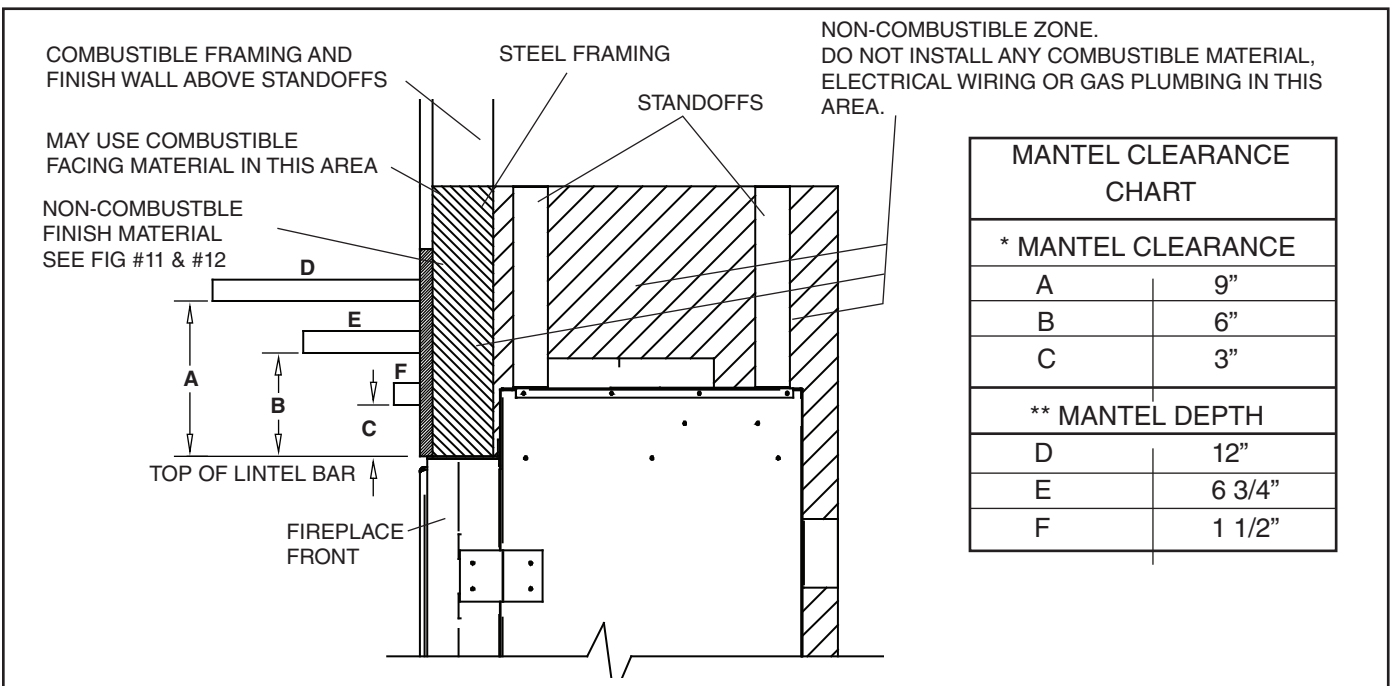 COMBUSTIBLE FRAMING AND
FINISH WALL ABOVE STANDOFFS
STEEL FRAMING
STANDOFFS
NON-COMBUSTIBLE ZONE.
DO NOT INSTALL ANY COMBUSTIBLE MATERIAL,
ELECTRICAL WIRING OR GAS PLUMBING IN THIS
AREA.
MAY USE COMBUSTIBLE
FACING MATERIAL IN THIS AREA
NON-COMBUSTBLE
FINISH MATERIAL
SEE FIG #11 & #12
D
E
F
A
B
C
TOP OF LINTEL BAR
FIREPLACE
FRONT
MANTEL CLEARANCE
CHART
* MANTEL CLEARANCE
A 9”
B 6”
C 3”
** MANTEL DEPTH
D 12”
E 6 3/4”
F 1 1/2”